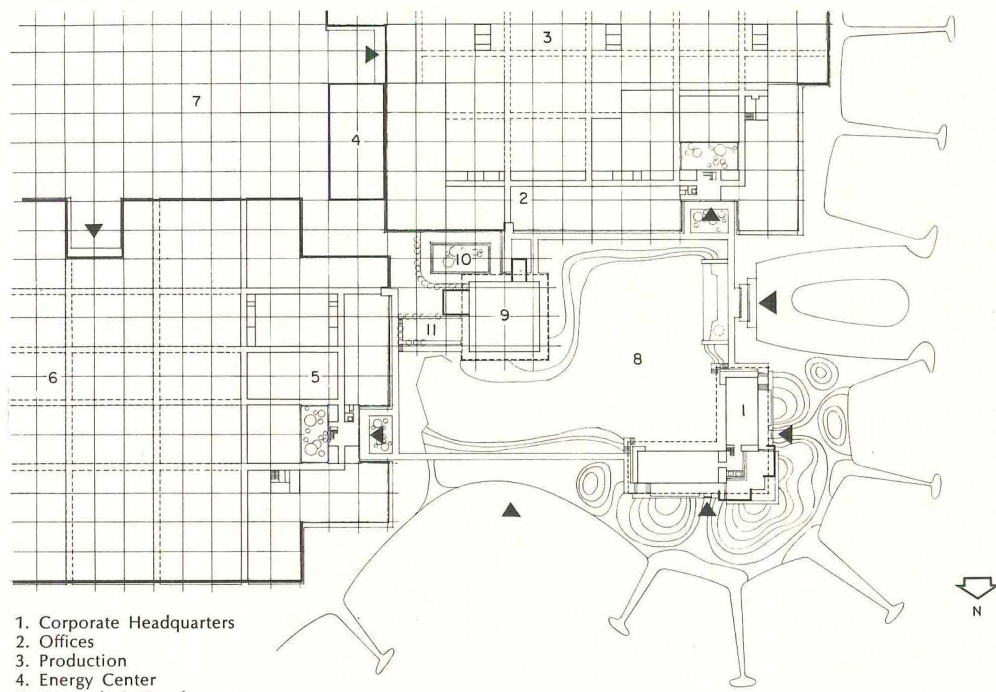 3
7
4
2
10
9
11
8
6
5
1
N
1. Corporate Headquarters
2. Offices
3. Production
4. Energy Center